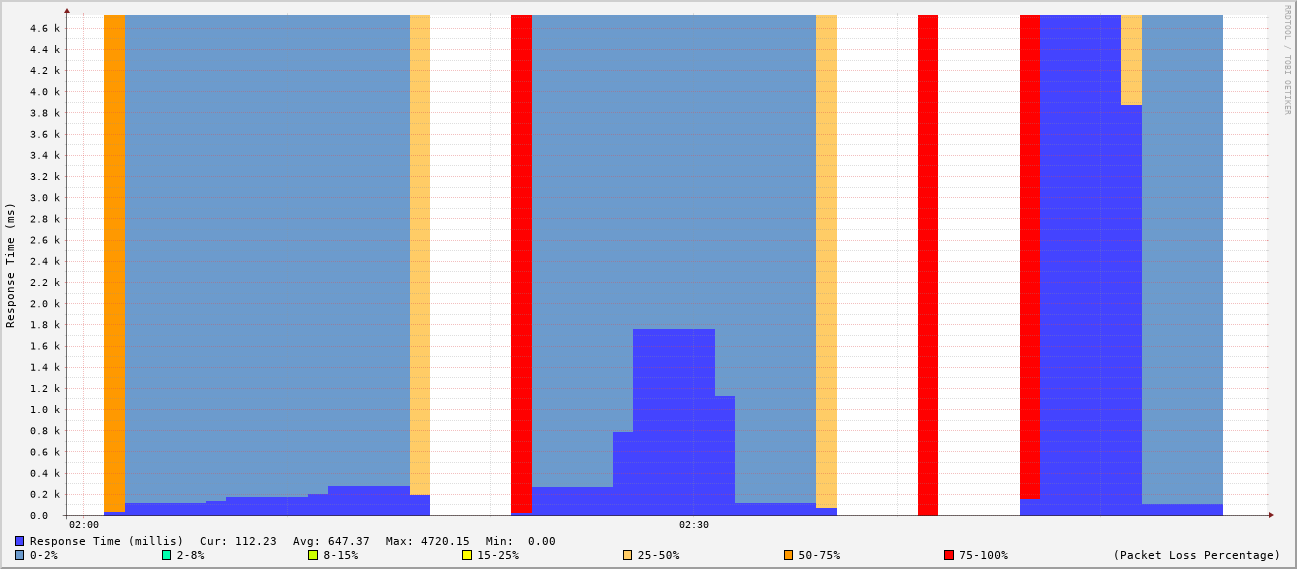 RRDTOOL / TOBI OETIKER
Response Time (ms)
4.6 k
4.4 k
4.2 k
4.0 k
3.8 k
3.6 k
3.4 k
3.2 k
3.0 k
2.8 k
2.6 k
2.4 k
2.2 k
2.0 k
1.8 k
1.6 k
1.4 k
1.2 k
1.0 k
0.8 k
0.6 k
0.4 k
0.2 k
0.0
02:00 02:30
Response Time (millis) Cur: 112.23 Avg: 647.37 Max: 4720.15 Min: 0.00
0-2% 2-8% 8-15% 15-25% 25-50% 50-75% 75-100% (Packet Loss Percentage)